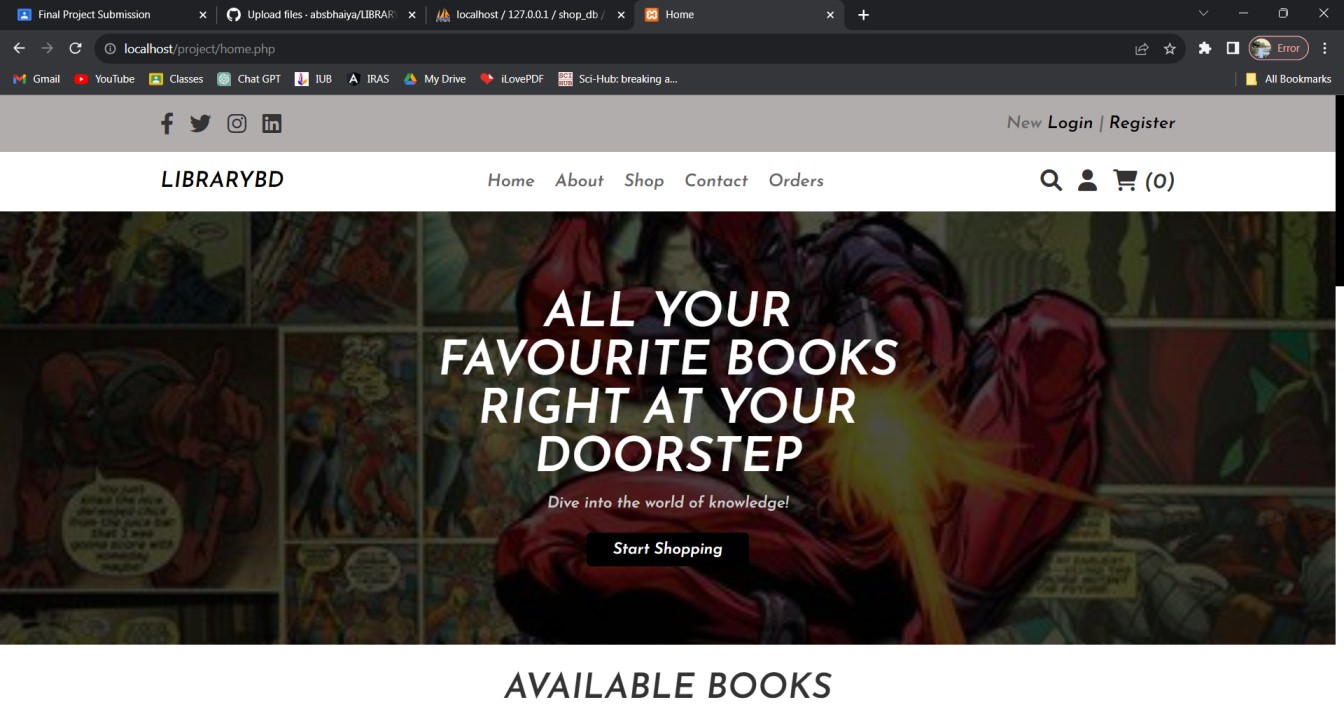 Final Project Submission
Upload files · absbhaiya/LIBRAR
localhost / 127.0.0.1 / shop_db /
Home
localhost/project/home.php
Error
Gmail
YouTube
Classes
Chat GPT
IUB
IRAS
My Drive
iLovePDF
Sci-Hub: breaking a...
All Bookmarks
New Login | Register
LIBRARYBD
Home About Shop Contact Orders
(0)
ALL YOUR
FAVOURITE BOOKS
RIGHT AT YOUR
DOORSTEP
Dive into the world of knowledge!
Start Shopping
AVAILABLE BOOKS